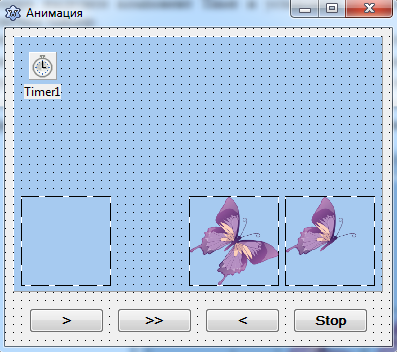 Анимация
Timer1
>
>>
<
Stop